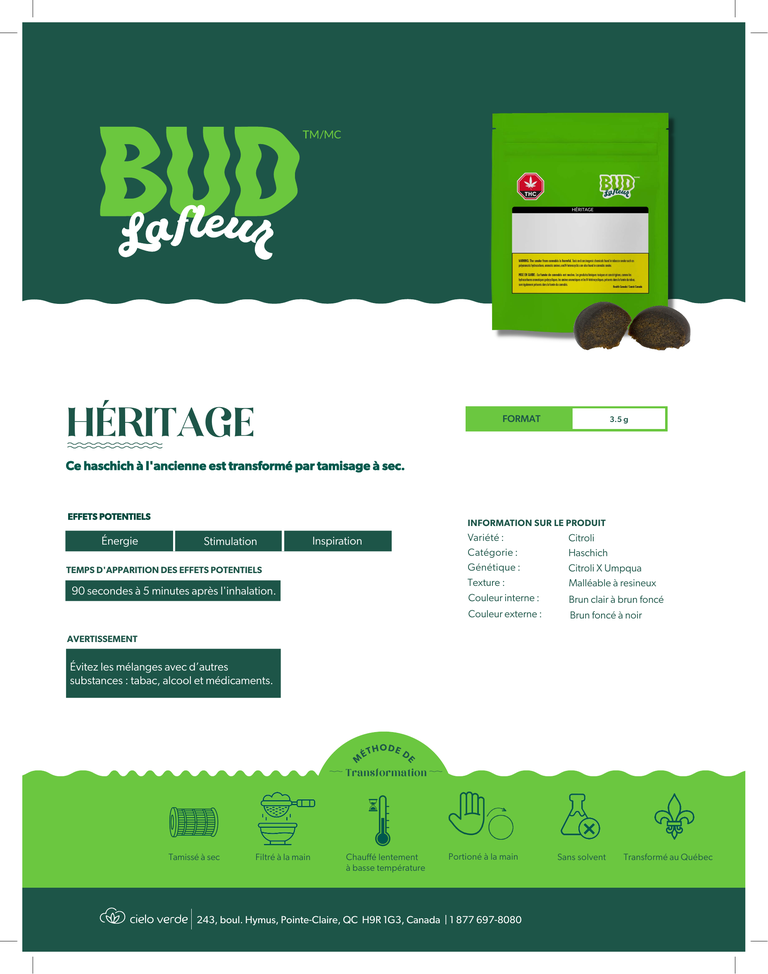 BUD
TM/MC
Lafleur
THC
BUD
Lafleur
HÉRITAGE
HÉRITAGE
Ce haschich à l'ancienne est transformé par tamisage à sec.
FORMAT
3.5 g
EFFETS POTENTIELS
Énergie
Stimulation
Inspiration
TEMPS D'APPARITION DES EFFETS POTENTIELS
90 secondes à 5 minutes après l'inhalation.
AVERTISSEMENT
Évitez les mélanges avec d'autres
substances : tabac, alcool et médicaments.
INFORMATION SUR LE PRODUIT
Variété : Citroli
Catégorie : Haschich
Génétique : Citroli X Umpqua
Texture : Malléable à resineux
Couleur interne : Brun clair à brun foncé
Couleur externe : Brun foncé à noir
MÉTHODE DE
Transformation
Tamissé à sec
Filtré à la main
Chauffé lentement
à basse température
Portioné à la main
Sans solvent
Transformé au Québec
cielo verde
243, boul. Hymus, Pointe-Claire, QC H9R 1G3, Canada | 1 877 697-8080